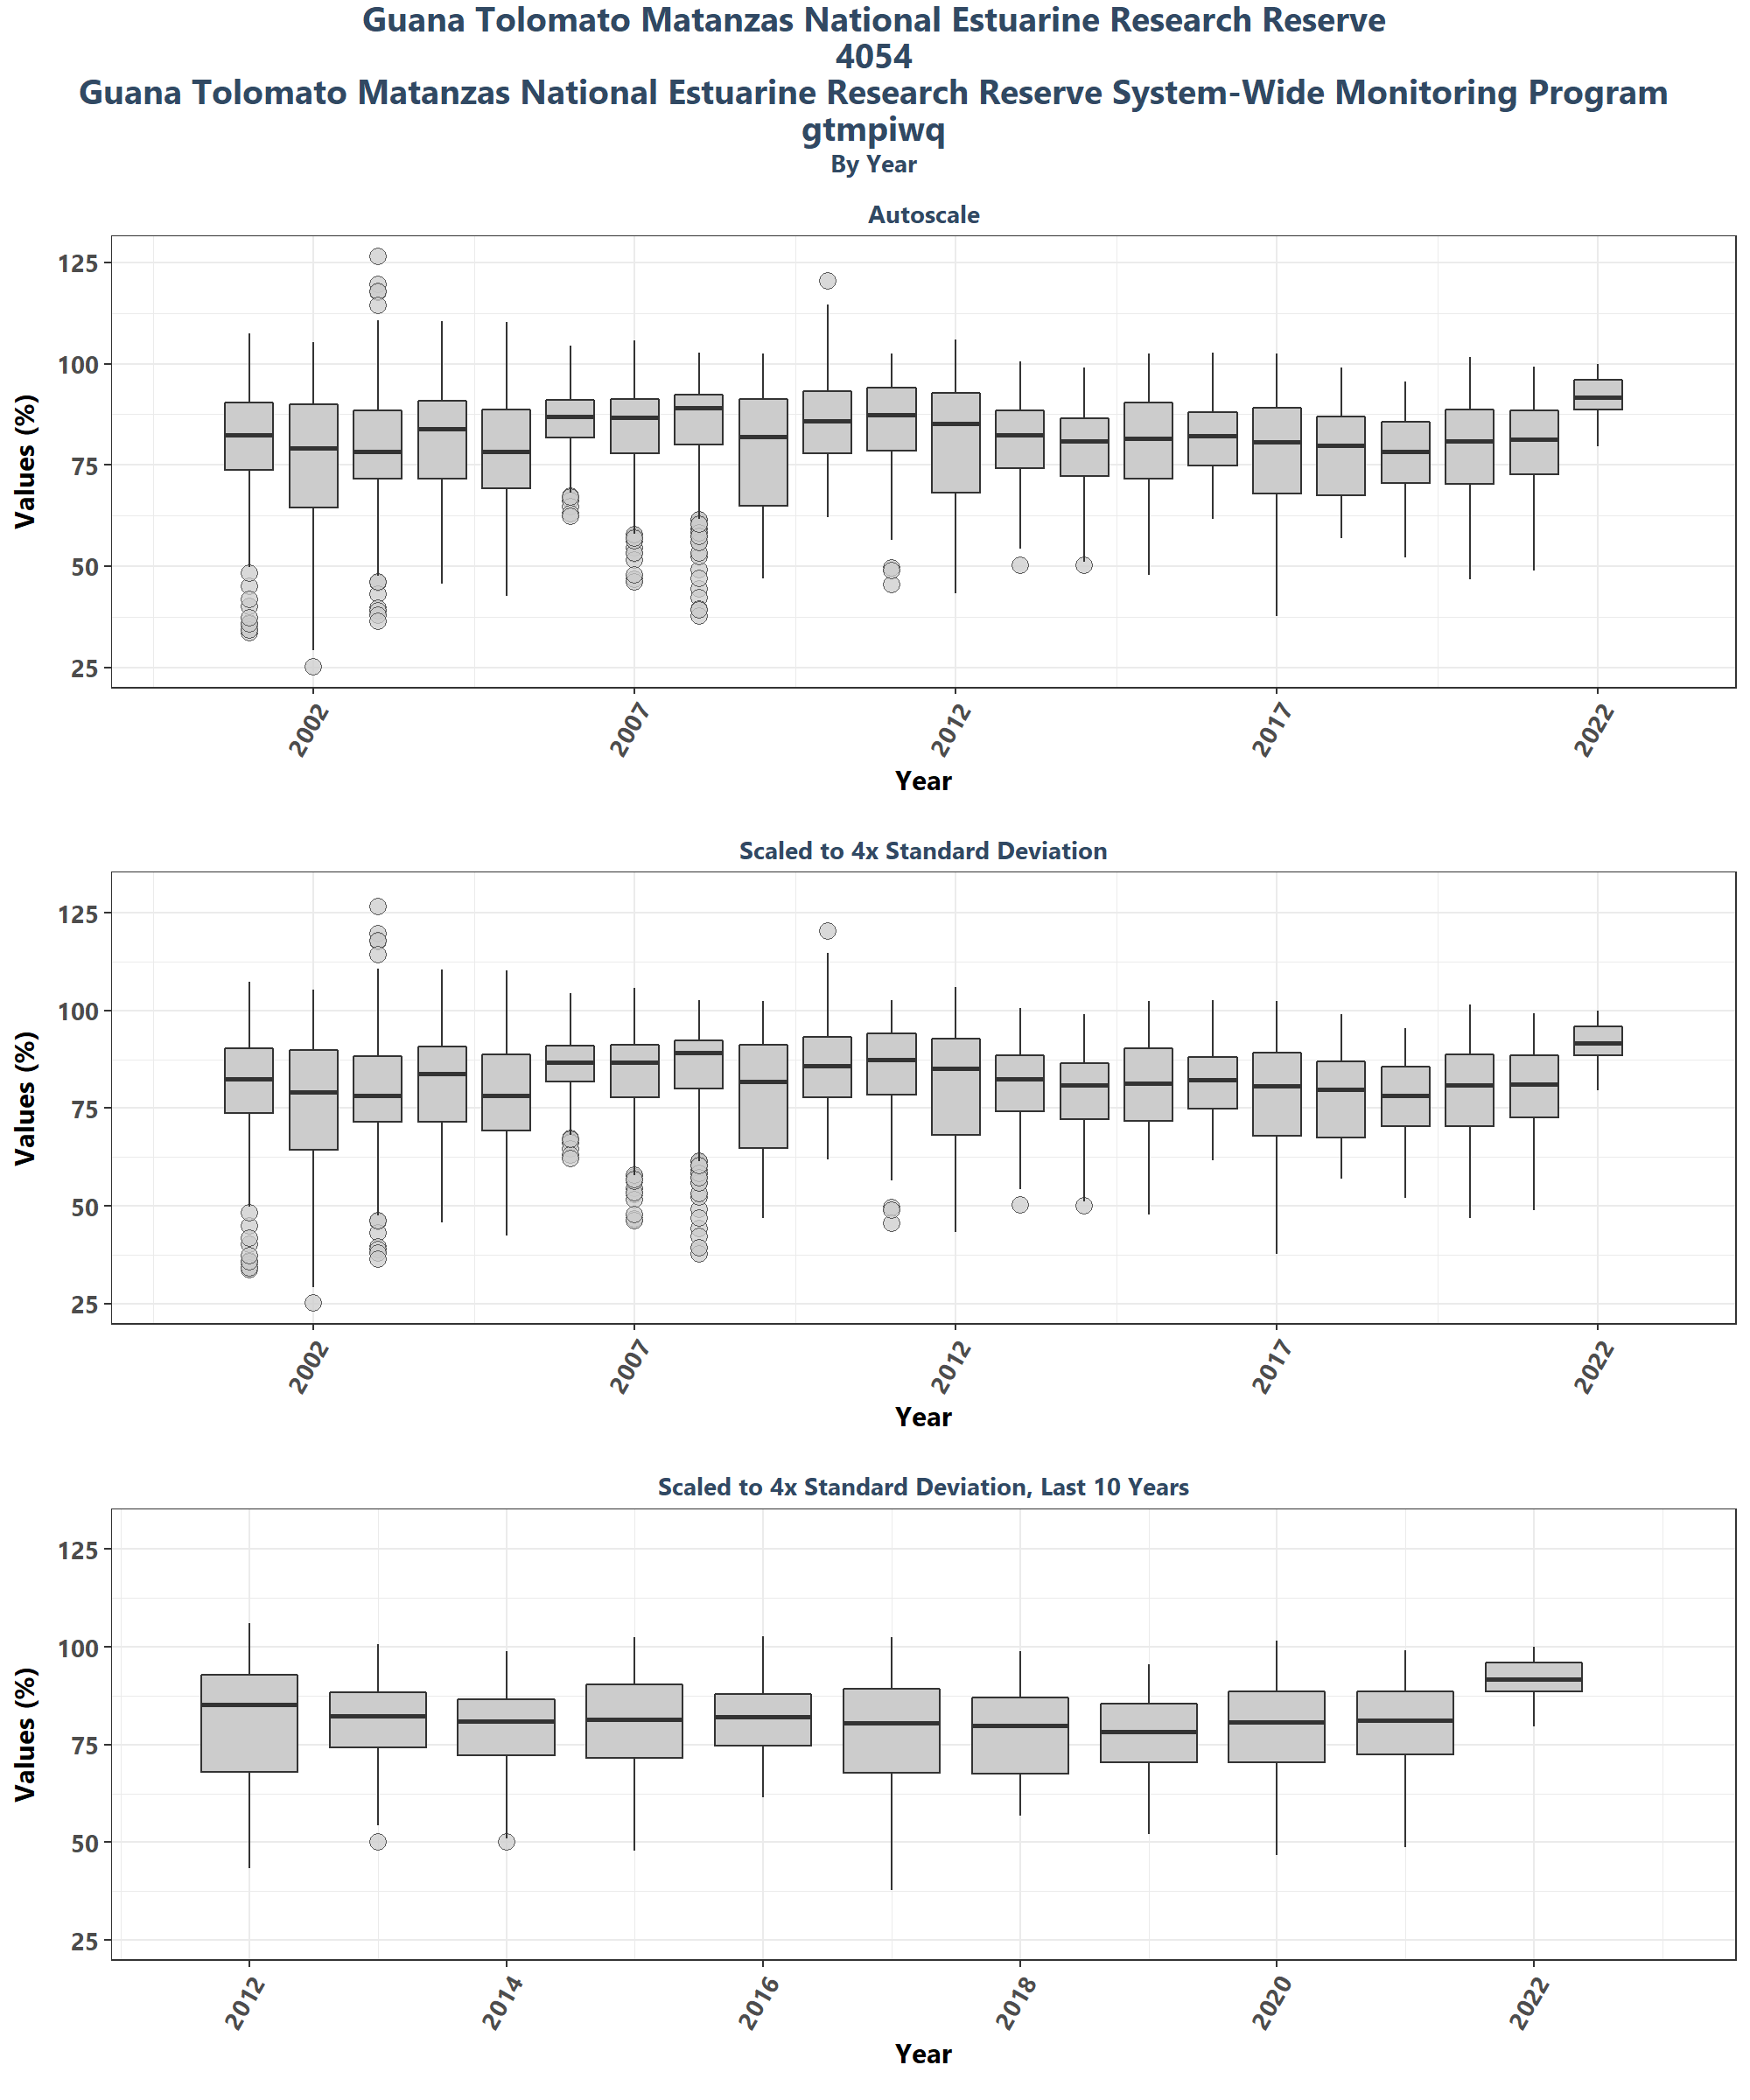 Guana Tolomato Matanzas National Estuarine Research Reserve
4054
Guana Tolomato Matanzas National Estuarine Research Reserve System-Wide Monitoring Program
gtmpiwq
By Year
Autoscale
Values (%)
125
100
75
50
25
2002 2007 2012 2017 2022
Year
Scaled to 4x Standard Deviation
Values (%)
125
100
75
50
25
2002 2007 2012 2017 2022
Year
Scaled to 4x Standard Deviation, Last 10 Years
Values (%)
125
100
75
50
25
2012 2014 2016 2018 2020 2022
Year